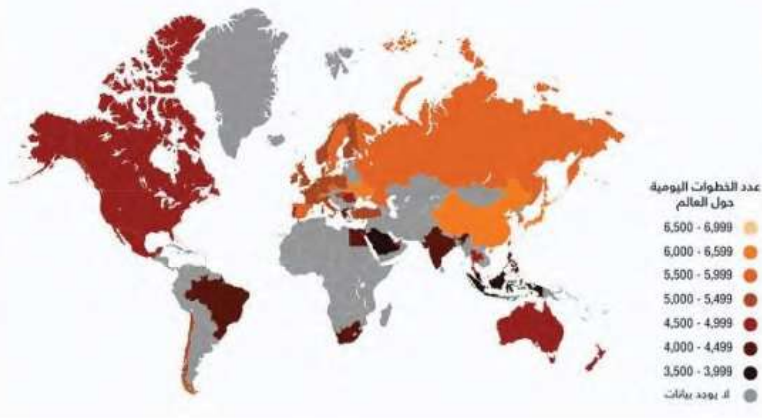 عدد الخطوات اليومية
حول العالم
6,500 - 6,999
6,000 - 6,599
5,500 - 5,999
5,000 - 5,499
4,500 - 4,999
4,000 - 4,499
3,500 - 3,999
لا يوجد بيانات